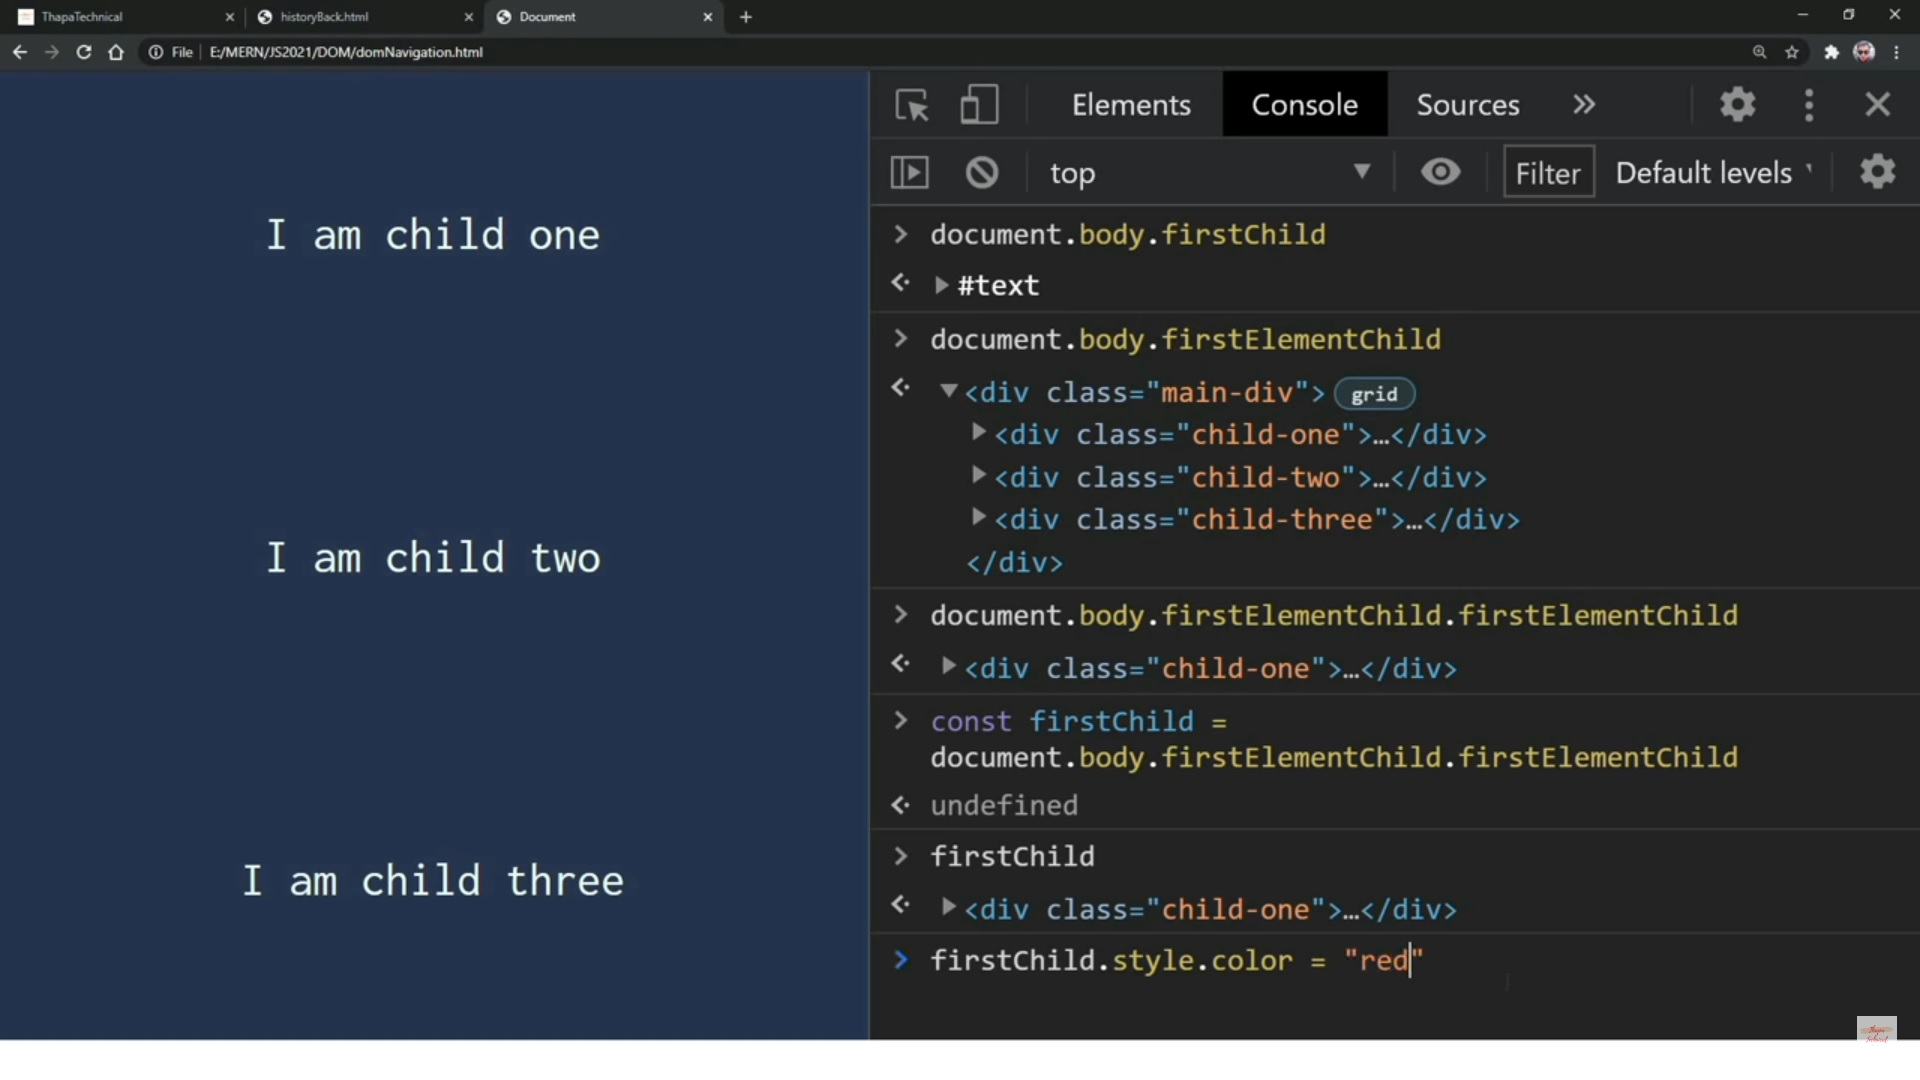 ThapaTechnical
historyBack.html
Document
File E:/MERN/JS2021/DOM/domNavigation.html
I am child one
I am child two
I am child three
Elements Console Sources »
top Filter Default levels
document.body.firstChild
#text
document.body.firstElementChild
<div class="main-div"> grid
<div class="child-one">…</div>
<div class="child-two">…</div>
<div class="child-three">…</div>
</div>
document.body.firstElementChild.firstElementChild
<div class="child-one">…</div>
const firstChild =
document.body.firstElementChild.firstElementChild
undefined
firstChild
<div class="child-one">…</div>
firstChild.style.color = "red"